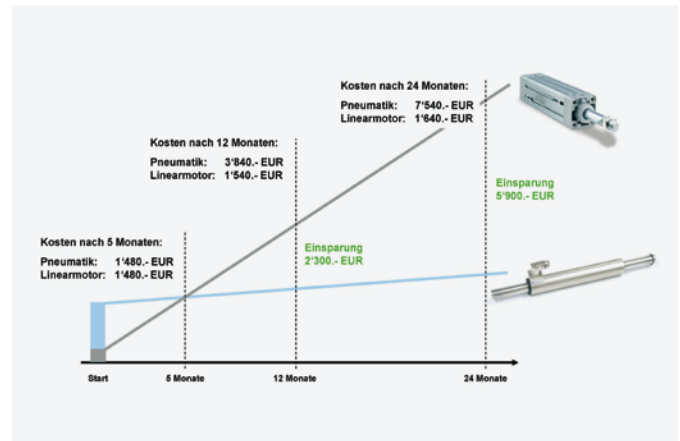 Kosten nach 24 Monaten:
Pneumatik: 7'540.- EUR
Linearmotor: 1'640.- EUR
Kosten nach 12 Monaten:
Pneumatik: 3'840.- EUR
Linearmotor: 1'540.- EUR
Einsparung
5'900.- EUR
Kosten nach 5 Monaten:
Pneumatik: 1'480.- EUR
Linearmotor: 1'480.- EUR
Einsparung
2'300.- EUR
Start
5 Monate
12 Monate
24 Monate